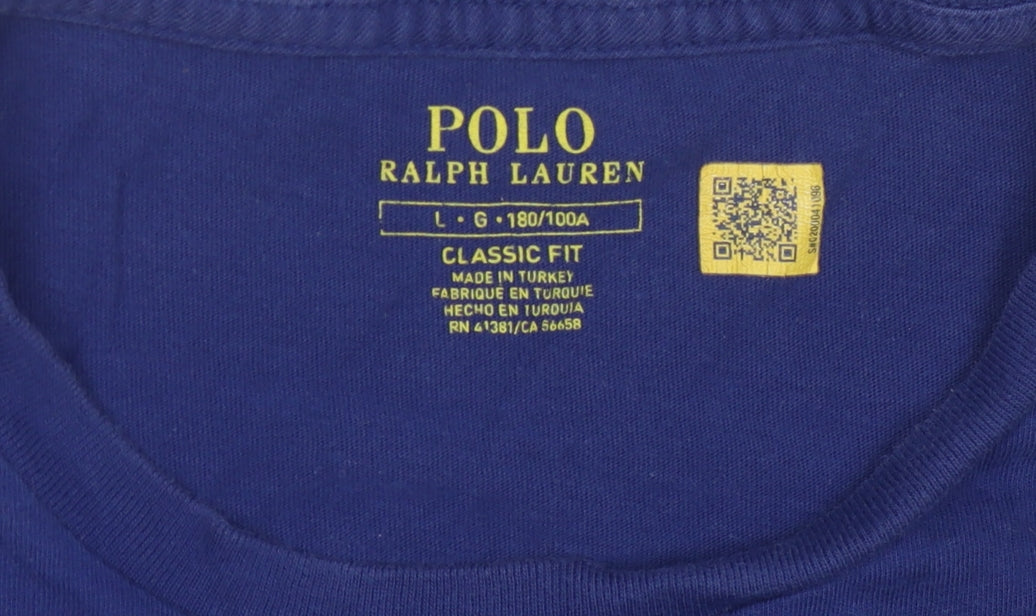 POLO
RALPH LAUREN
L • G • 180/100A
CLASSIC FIT
MADE IN TURKEY
FABRIQUE EN TURQUIE
HECHO EN TURQUIA
RN 41381/CA 56658